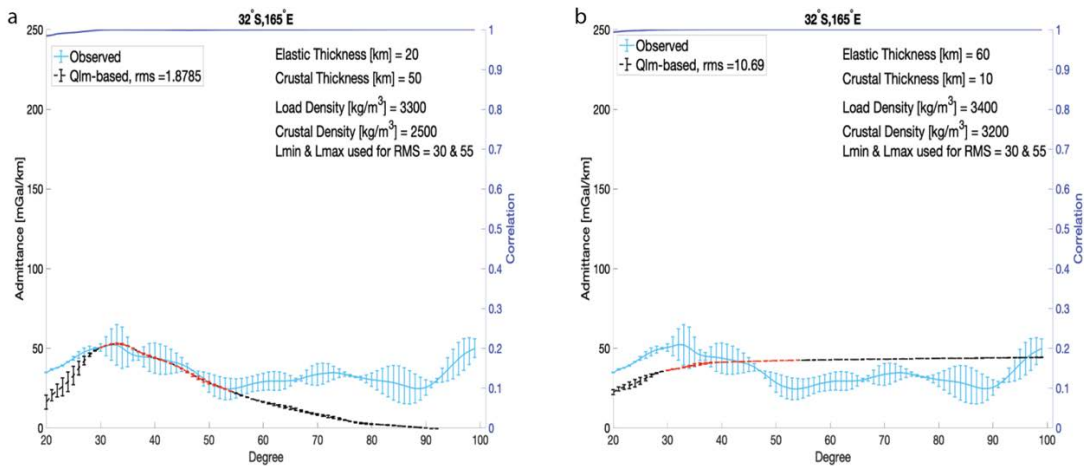 a
32°S,165°E
250
200
150
100
50
0
Admittance [mGal/km]
Observed
Qlm-based, rms =1.8785
Elastic Thickness [km] = 20
Crustal Thickness [km] = 50
Load Density [kg/m³] = 3300
Crustal Density [kg/m³] = 2500
Lmin & Lmax used for RMS = 30 & 55
1
0.9
0.8
0.7
0.6
0.5
0.4
0.3
0.2
0.1
0
Correlation
20 30 40 50 60 70 80 90 100
Degree
b
32°S,165°E
250
200
150
100
50
0
Admittance [mGal/km]
Observed
Qlm-based, rms =10.69
Elastic Thickness [km] = 60
Crustal Thickness [km] = 10
Load Density [kg/m³] = 3400
Crustal Density [kg/m³] = 3200
Lmin & Lmax used for RMS = 30 & 55
1
0.9
0.8
0.7
0.6
0.5
0.4
0.3
0.2
0.1
0
Correlation
20 30 40 50 60 70 80 90 100
Degree